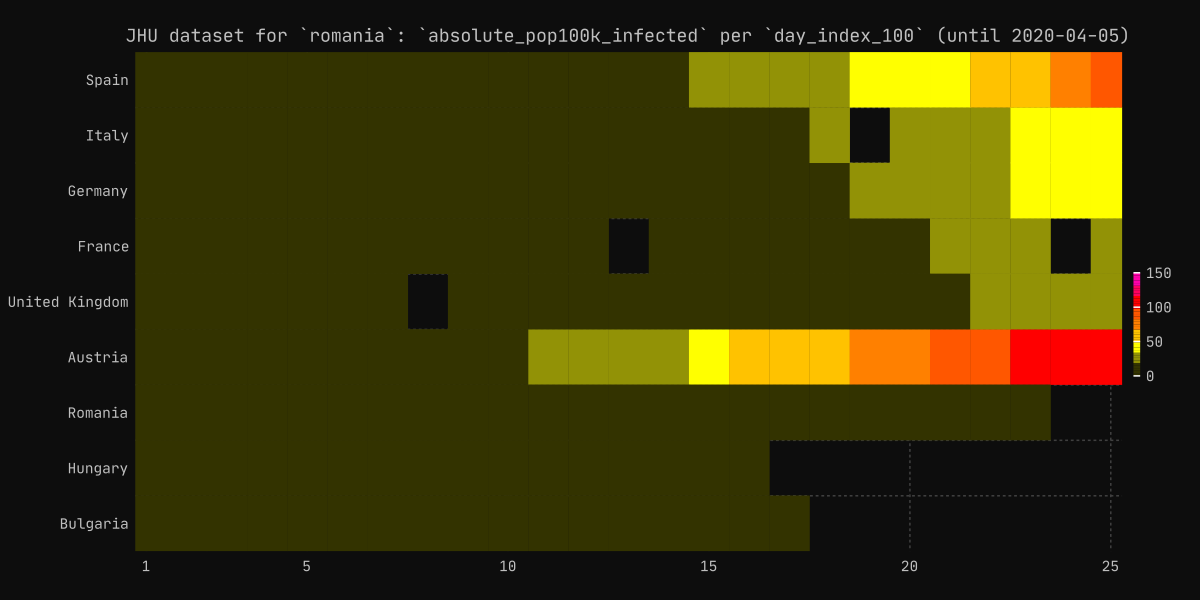 JHU dataset for `romania`: `absolute_pop100k_infected` per `day_index_100` (until 2020-04-05)
Spain
Italy
Germany
France
United Kingdom
Austria
Romania
Hungary
Bulgaria
1 5 10 15 20 25
150
100
50
0